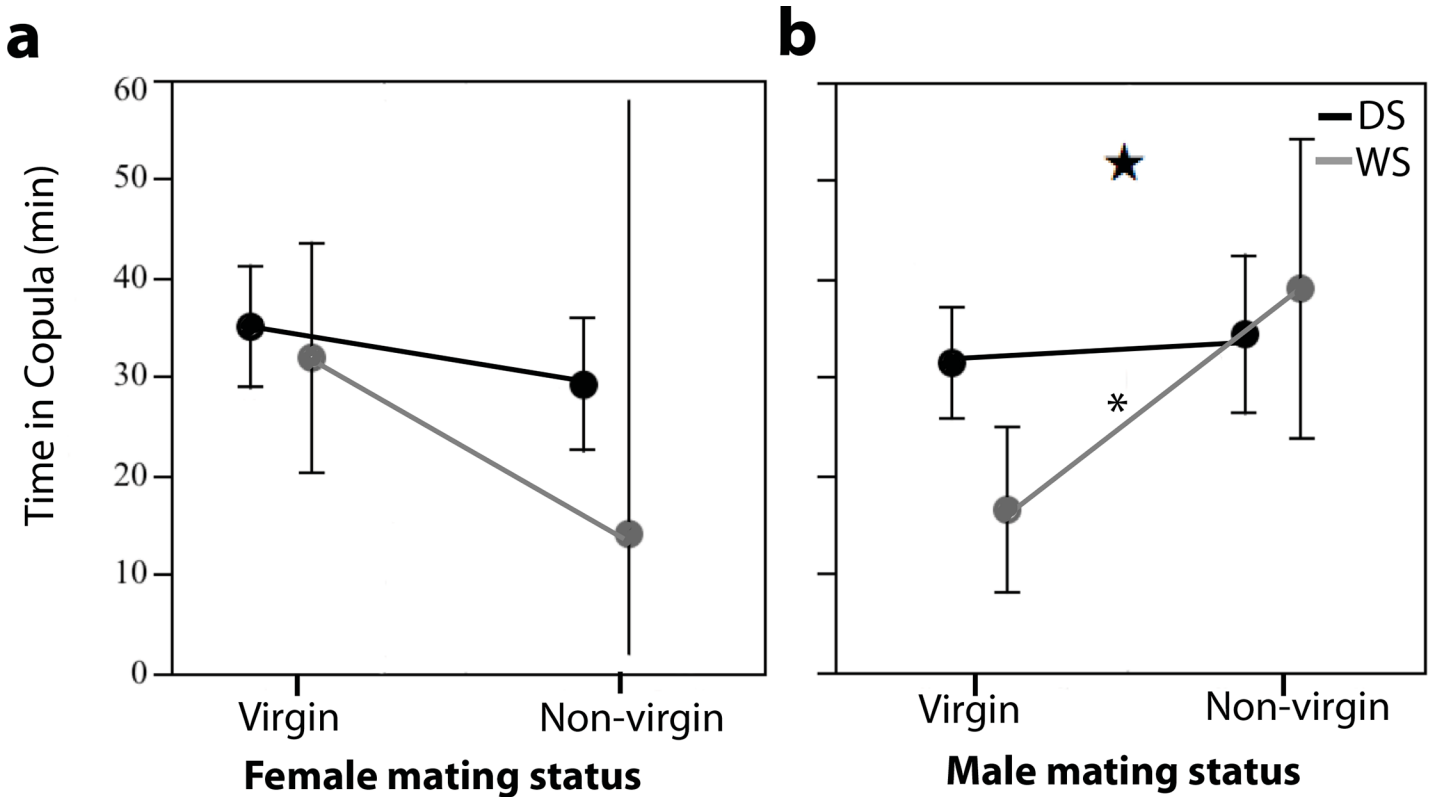 a
b
60
50
40
30
20
10
0
Time in Copula (min)
Virgin
Non-virgin
Female mating status
DS
WS
*
Virgin
Non-virgin
Male mating status